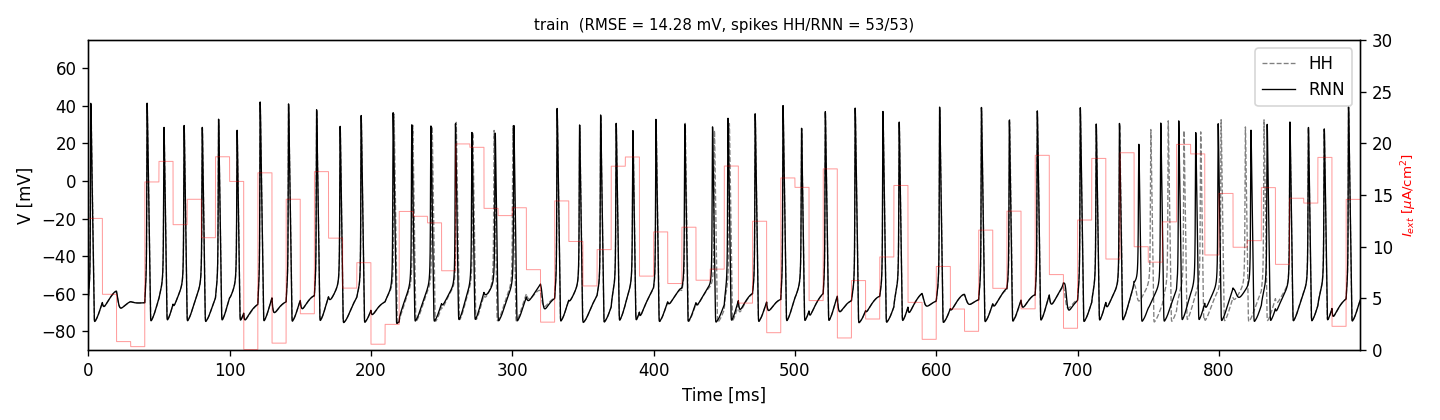 train  (RMSE = 14.28 mV, spikes HH/RNN = 53/53)
60
40
20
0
−20
−40
−60
−80
V [mV]
30
25
20
15
10
5
0
I_ext [μA/cm²]
HH
RNN
0 100 200 300 400 500 600 700 800
Time [ms]